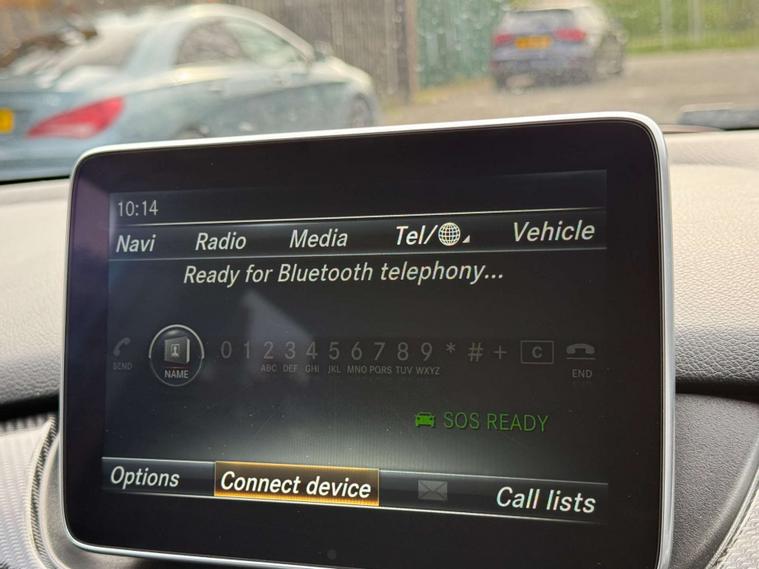 10:14
Navi Radio Media Tel/ Vehicle
Ready for Bluetooth telephony...
0 1 2 3 4 5 6 7 8 9 * # + C
SEND NAME ABC DEF GHI JKL MNO PQRS TUV WXYZ END
SOS READY
Options Connect device Call lists